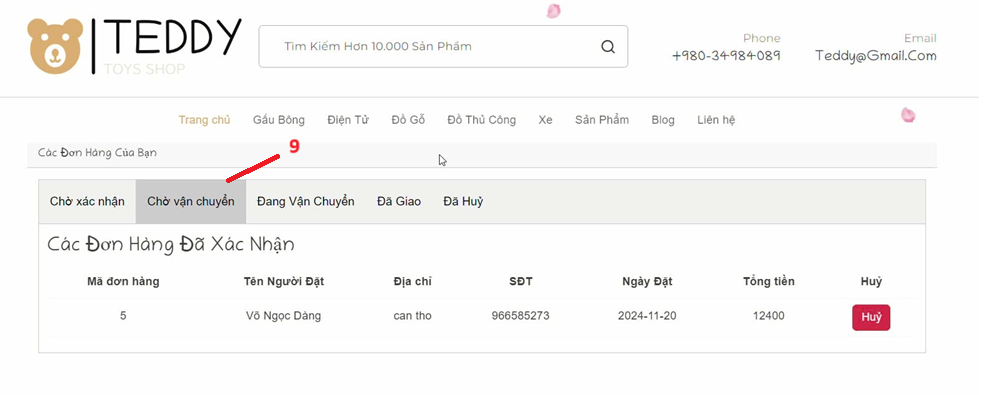 TEDDY
TOYS SHOP
Tìm Kiếm Hơn 10.000 Sản Phẩm
Phone
+980-34984089
Email
Teddy@Gmail.Com
Trang chủ Gấu Bông Điện Tử Đồ Gỗ Đồ Thủ Công Xe Sản Phẩm Blog Liên hệ
Các Đơn Hàng Của Bạn
9
Chờ xác nhận Chờ vận chuyển Đang Vận Chuyển Đã Giao Đã Huỷ
Các Đơn Hàng Đã Xác Nhận
Mã đơn hàng Tên Người Đặt Địa chỉ SĐT Ngày Đặt Tổng tiền Huỷ
5 Võ Ngọc Dàng can tho 966585273 2024-11-20 12400 Huỷ